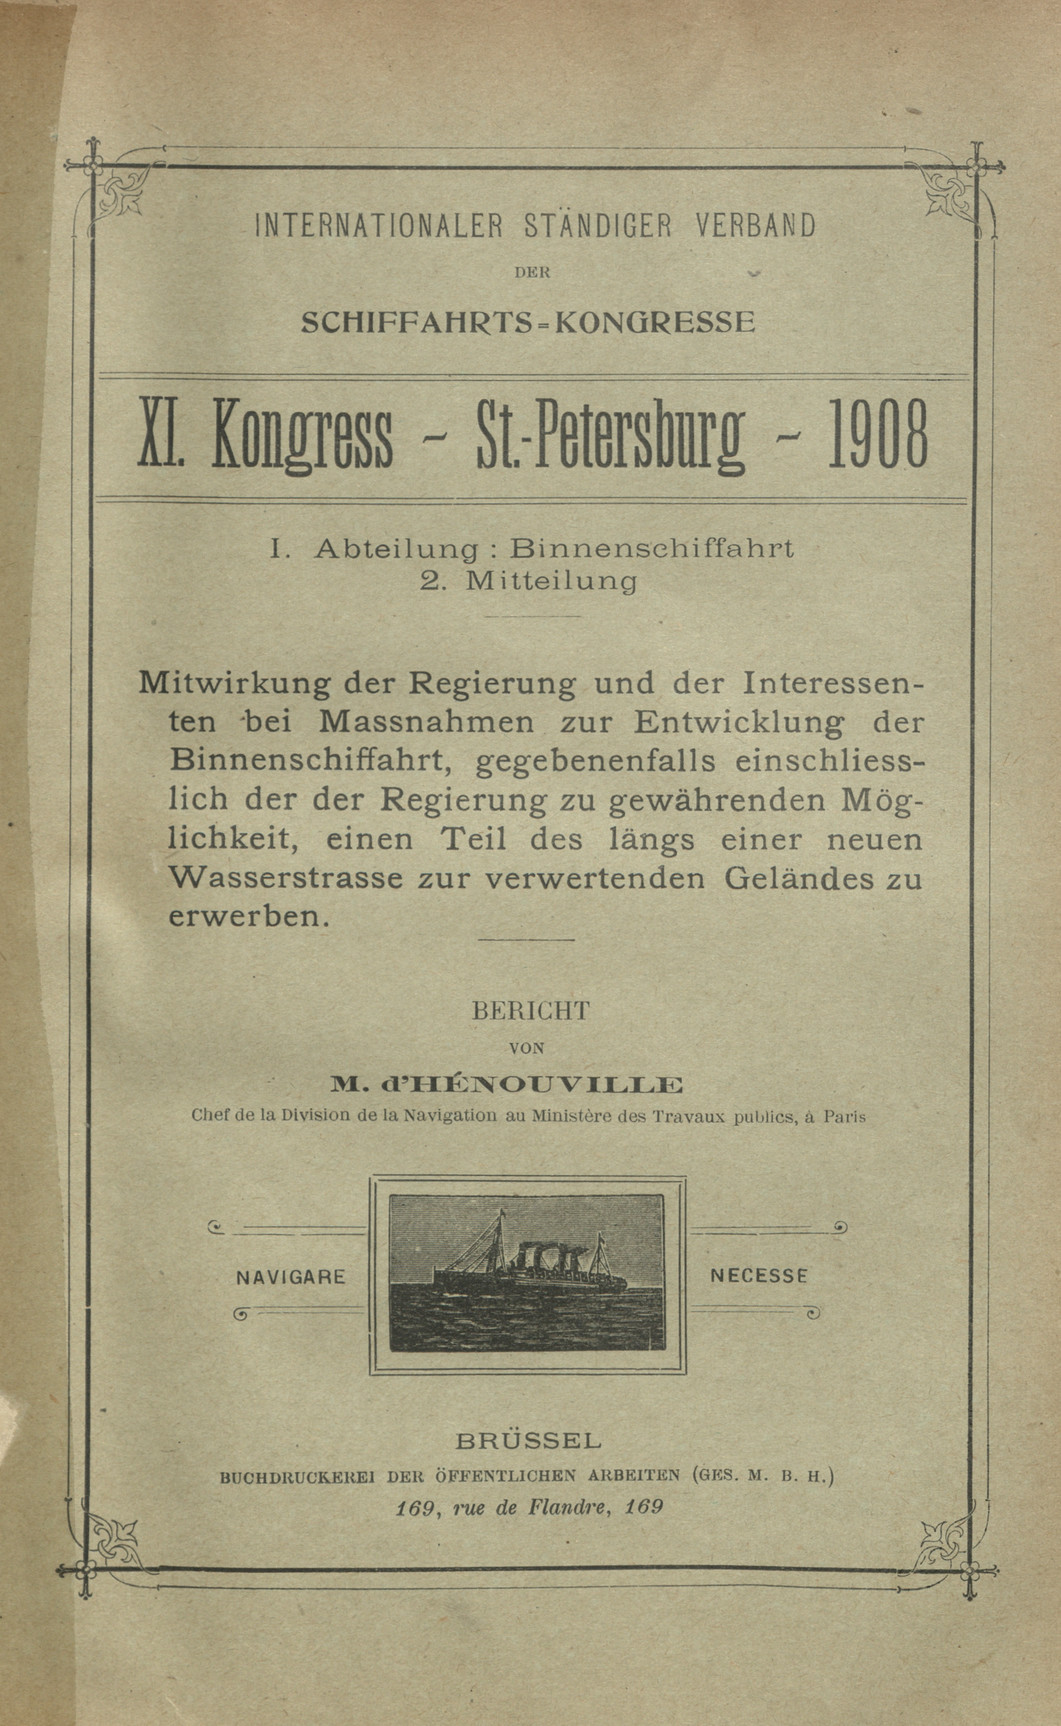 INTERNATIONALER STÄNDIGER VERBAND
DER
SCHIFFAHRTS=KONGRESSE
XI. Kongress - St.-Petersburg - 1908
I. Abteilung : Binnenschiffahrt
2. Mitteilung
Mitwirkung der Regierung und der Interessen-
ten bei Massnahmen zur Entwicklung der
Binnenschiffahrt, gegebenenfalls einschliess-
lich der der Regierung zu gewährenden Mög-
lichkeit, einen Teil des längs einer neuen
Wasserstrasse zur verwertenden Geländes zu
erwerben.
BERICHT
VON
M. d'HÉNOUVILLE
Chef de la Division de la Navigation au Ministère des Travaux publics, à Paris
NAVIGARE NECESSE
BRÜSSEL
BUCHDRUCKEREI DER ÖFFENTLICHEN ARBEITEN (GES. M. B. H.)
169, rue de Flandre, 169